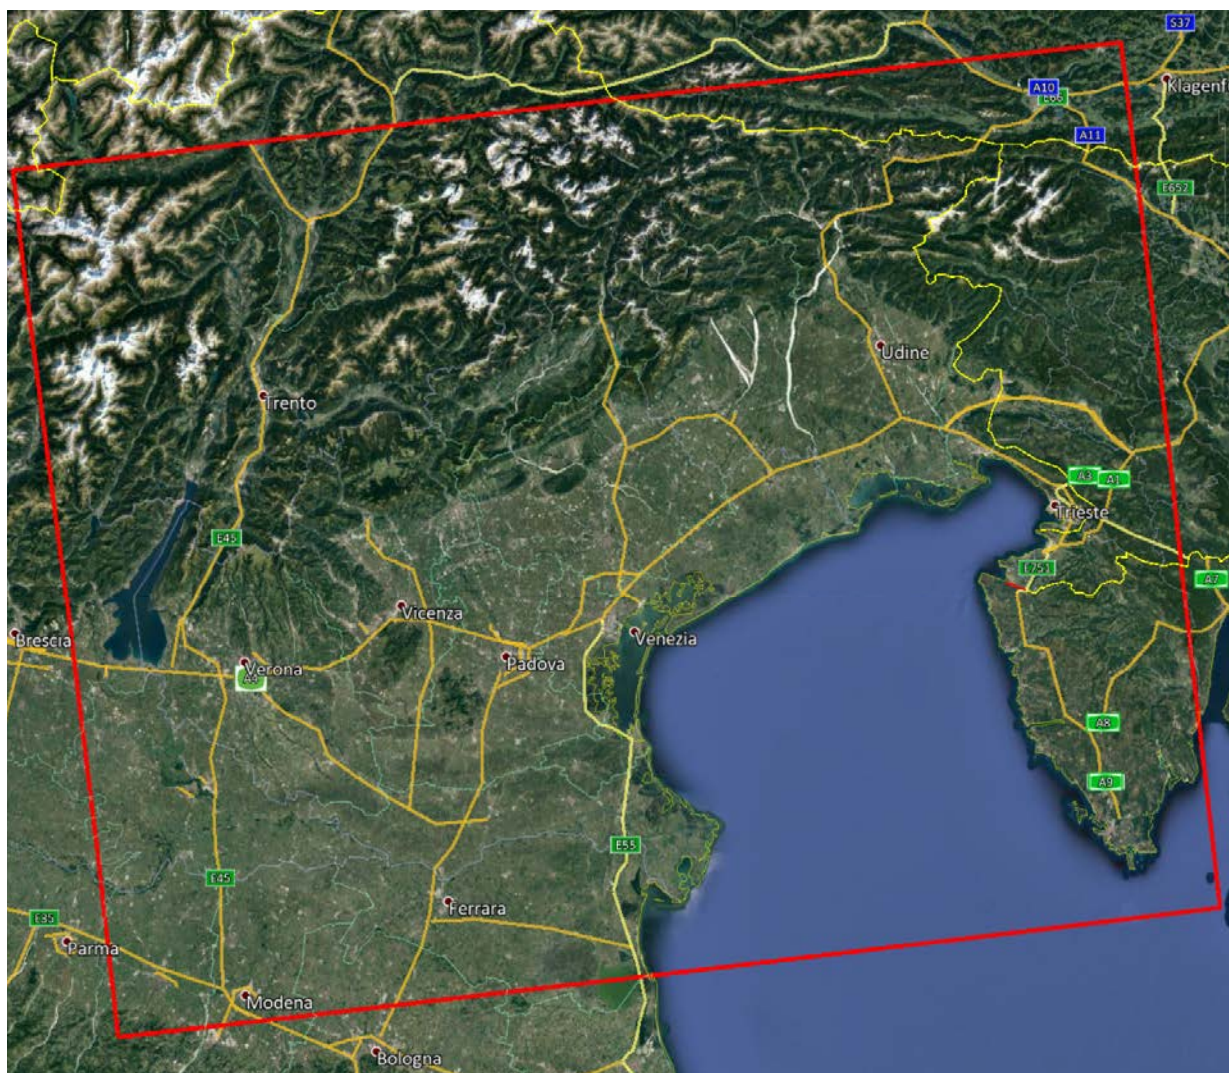 S37
A10
E66
Klagenf
A11
E652
Udine
Trento
A3
A1
Trieste
E45
E751
A7
Vicenza
Brescia
Venezia
Padova
Verona
A8
A9
E55
E45
Ferrara
E35
Parma
Modena
Bologna